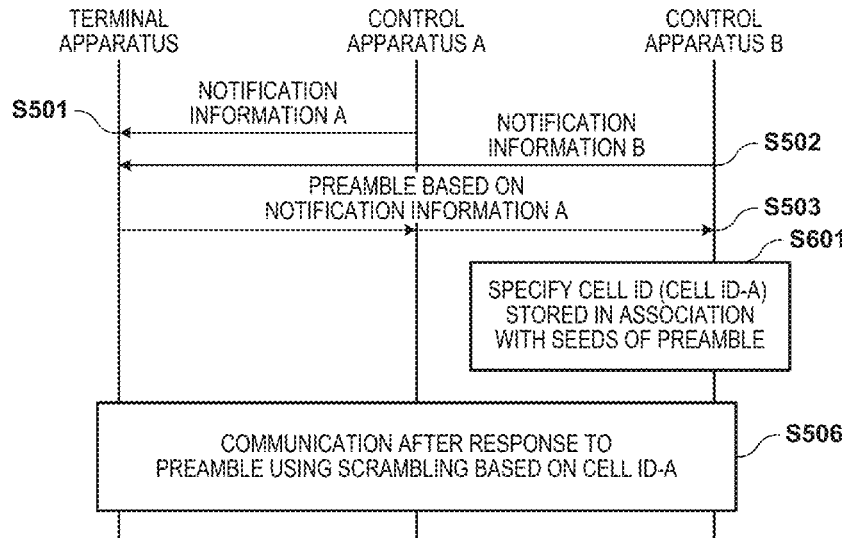 TERMINAL
APPARATUS
CONTROL
APPARATUS A
CONTROL
APPARATUS B
S501
NOTIFICATION
INFORMATION A
NOTIFICATION
INFORMATION B
S502
PREAMBLE BASED ON
NOTIFICATION INFORMATION A
S503
S601
SPECIFY CELL ID (CELL ID-A)
STORED IN ASSOCIATION
WITH SEEDS OF PREAMBLE
COMMUNICATION AFTER RESPONSE TO
PREAMBLE USING SCRAMBLING BASED ON CELL ID-A
S506